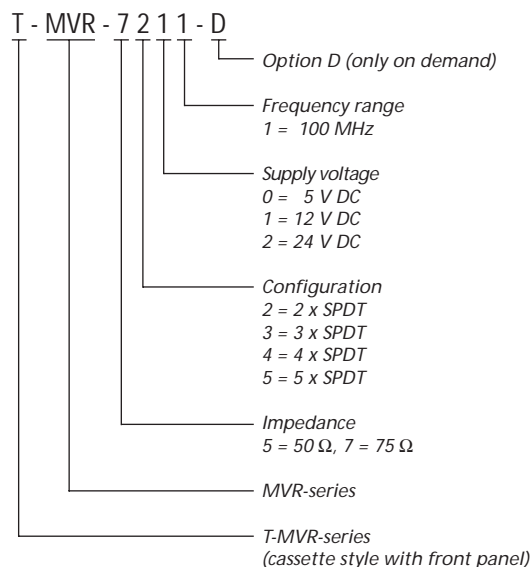 T - MVR - 7 2 1 1 - D
Option D (only on demand)
Frequency range
1 = 100 MHz
Supply voltage
0 = 5 V DC
1 = 12 V DC
2 = 24 V DC
Configuration
2 = 2 x SPDT
3 = 3 x SPDT
4 = 4 x SPDT
5 = 5 x SPDT
Impedance
5 = 50 Ω, 7 = 75 Ω
MVR-series
T-MVR-series
(cassette style with front panel)